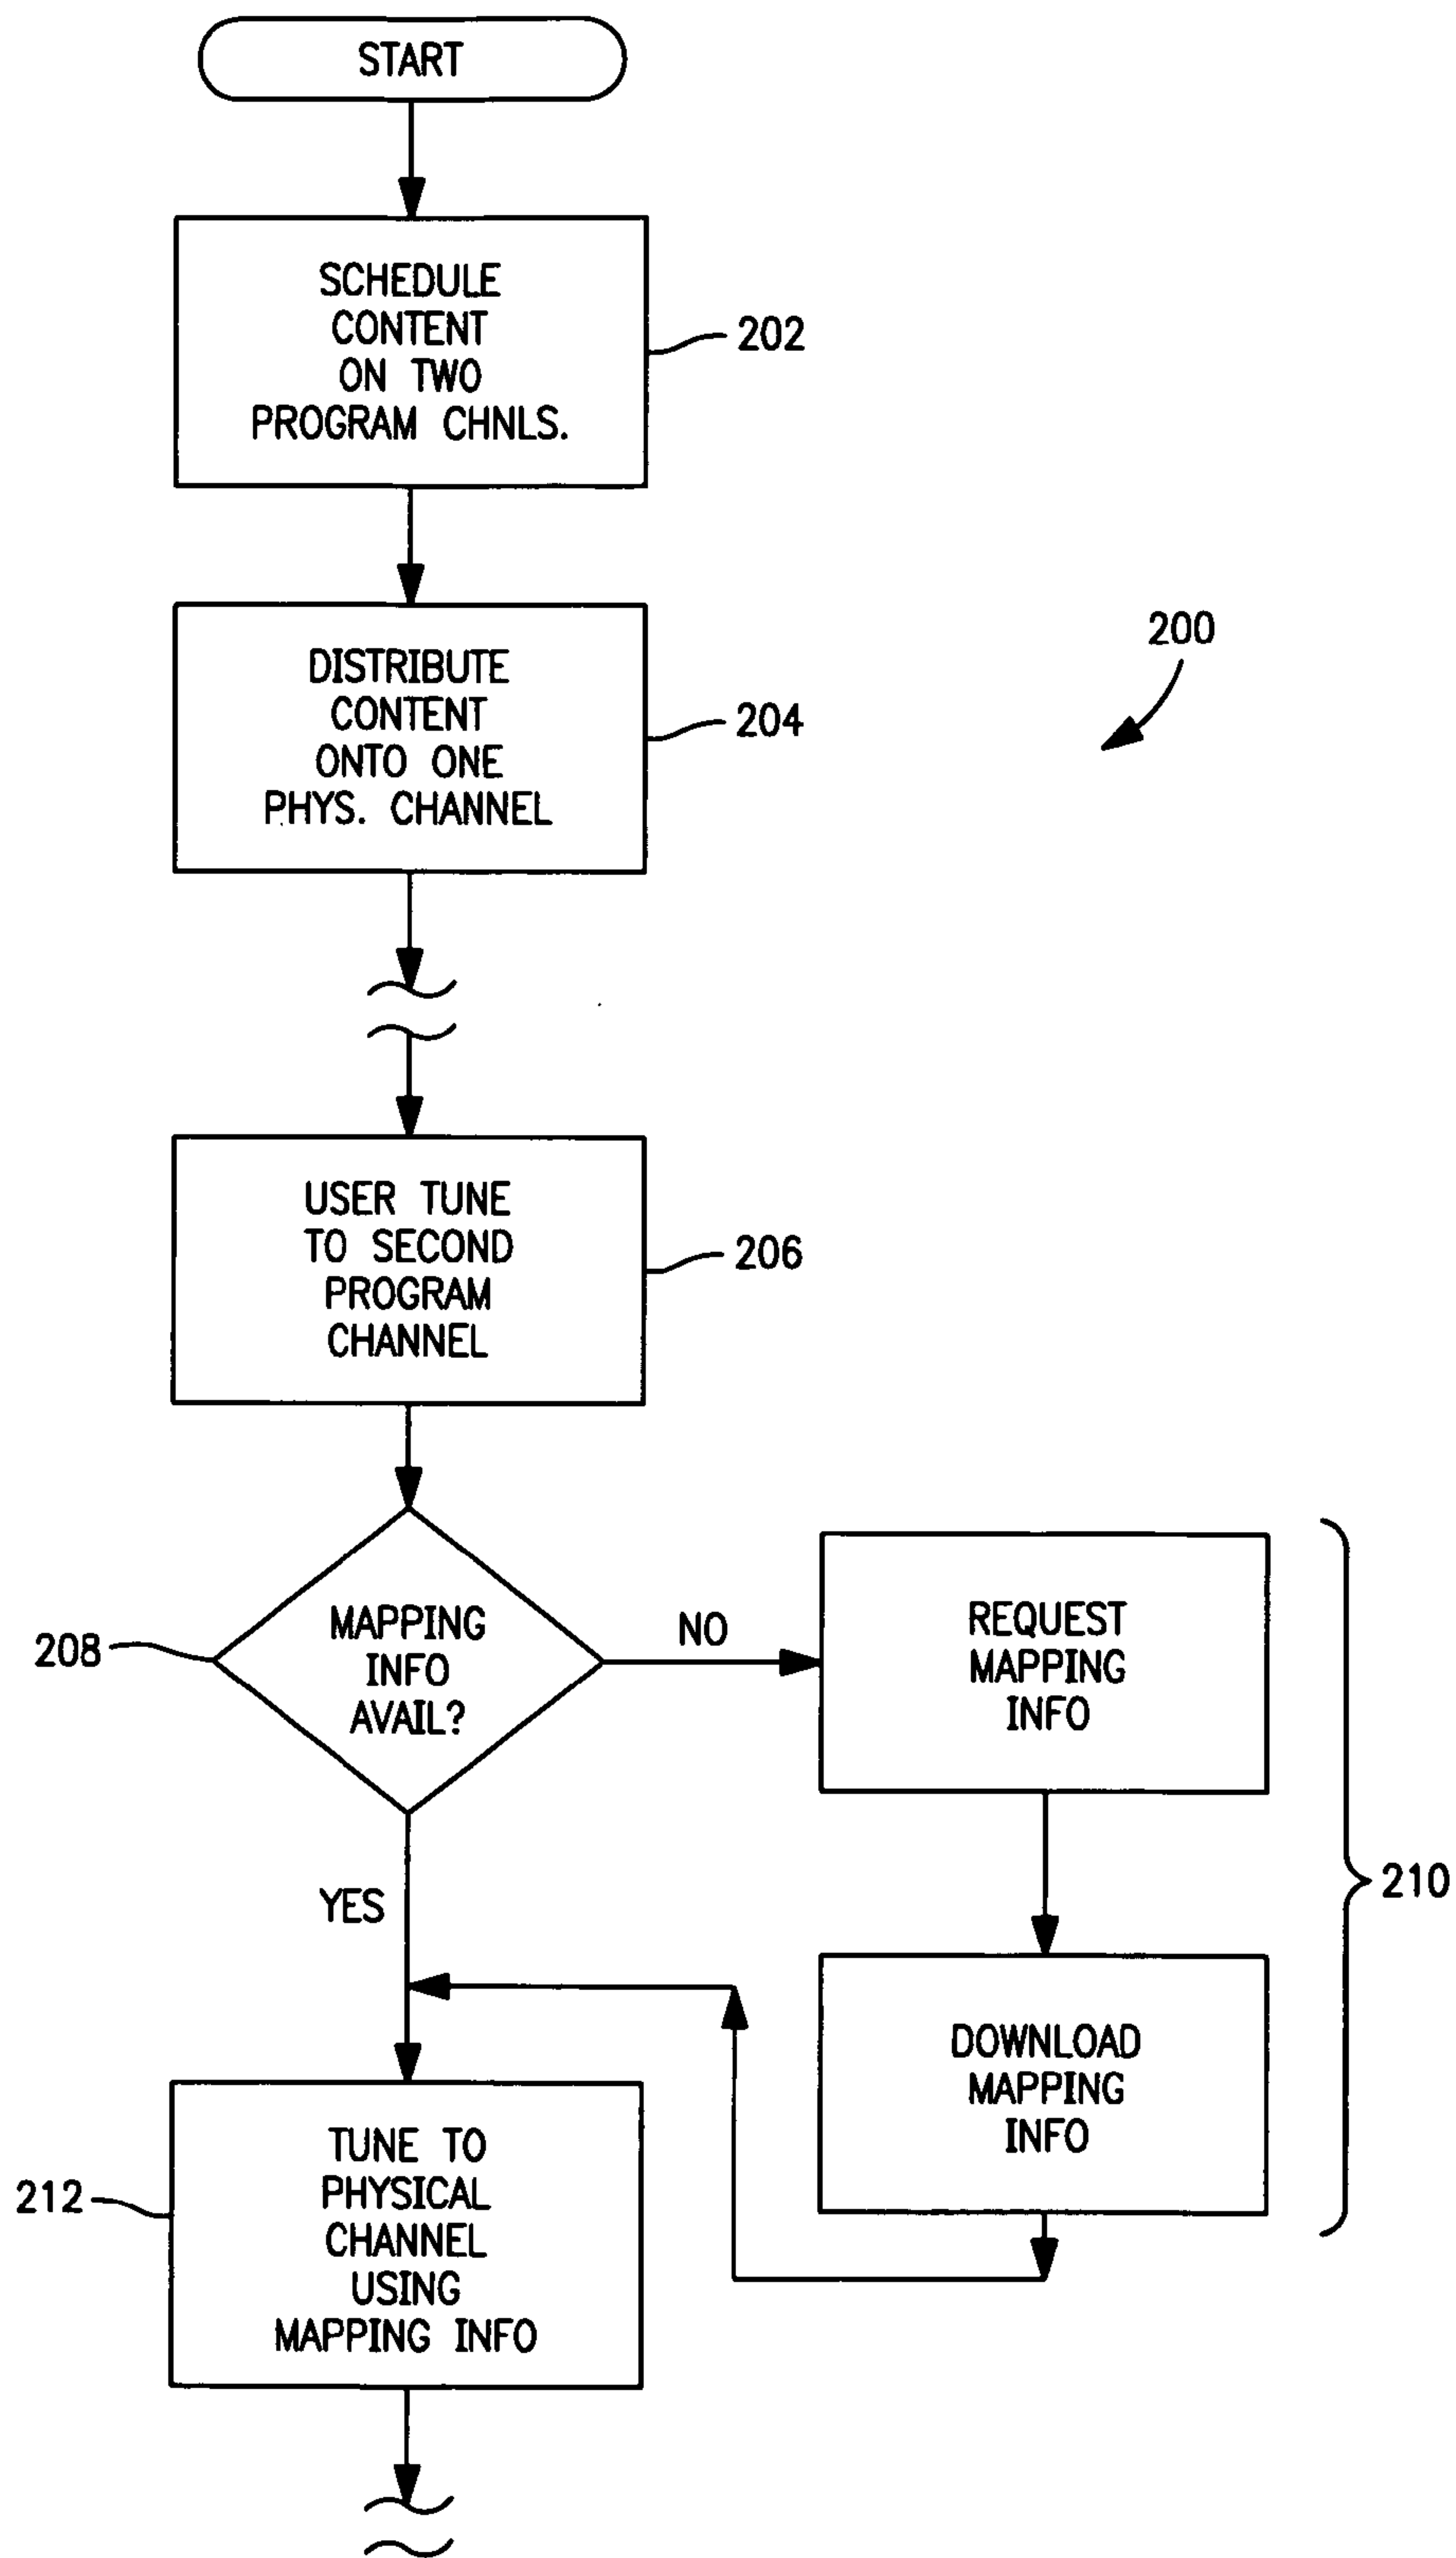 START
SCHEDULE
CONTENT
ON TWO
PROGRAM CHNLS.
202
DISTRIBUTE
CONTENT
ONTO ONE
PHYS. CHANNEL
204
200
USER TUNE
TO SECOND
PROGRAM
CHANNEL
206
MAPPING
INFO
AVAIL?
208
NO
REQUEST
MAPPING
INFO
210
YES
DOWNLOAD
MAPPING
INFO
TUNE TO
PHYSICAL
CHANNEL
USING
MAPPING INFO
212